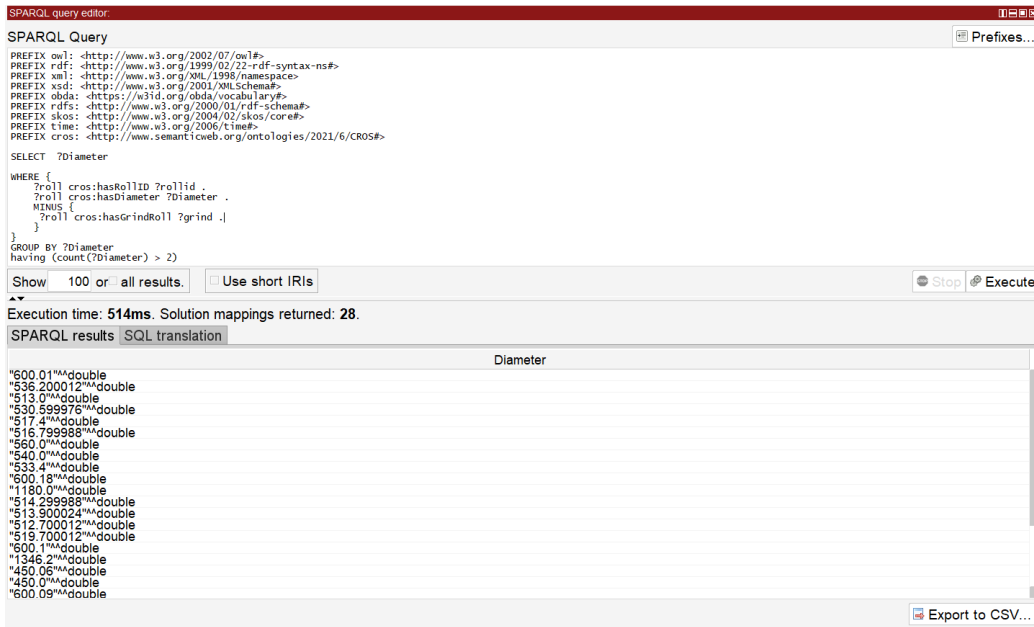 SPARQL query editor:
SPARQL Query
Prefixes...
PREFIX owl: <http://www.w3.org/2002/07/owl#>
PREFIX rdf: <http://www.w3.org/1999/02/22-rdf-syntax-ns#>
PREFIX xml: <http://www.w3.org/XML/1998/namespace>
PREFIX xsd: <http://www.w3.org/2001/XMLSchema#>
PREFIX obda: <https://w3id.org/obda/vocabulary#>
PREFIX rdfs: <http://www.w3.org/2000/01/rdf-schema#>
PREFIX skos: <http://www.w3.org/2004/02/skos/core#>
PREFIX time: <http://www.w3.org/2006/time#>
PREFIX cros: <http://www.semanticweb.org/ontologies/2021/6/CROS#>
SELECT ?Diameter
WHERE {
?roll cros:hasRollID ?rollid .
?roll cros:hasDiameter ?Diameter .
MINUS {
?roll cros:hasGrindRoll ?grind .
}
}
GROUP BY ?Diameter
having (count(?Diameter) > 2)
Show 100 or all results. Use short IRIs Stop Execute
Execution time: 514ms. Solution mappings returned: 28.
SPARQL results SQL translation
Diameter
"600.01"^^double
"536.200012"^^double
"513.0"^^double
"530.599976"^^double
"517.4"^^double
"516.799988"^^double
"560.0"^^double
"540.0"^^double
"533.4"^^double
"600.18"^^double
"1180.0"^^double
"514.299988"^^double
"513.900024"^^double
"512.700012"^^double
"519.700012"^^double
"600.1"^^double
"1346.2"^^double
"450.06"^^double
"450.0"^^double
"600.09"^^double
Export to CSV...